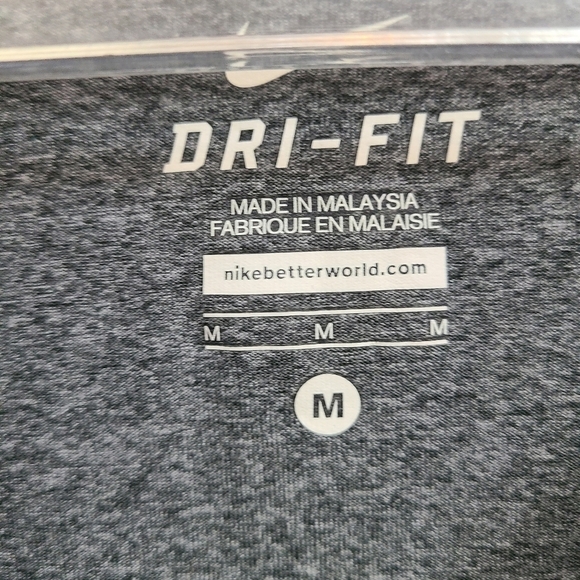 DRI-FIT
MADE IN MALAYSIA
FABRIQUE EN MALAISIE
nikebetterworld.com
M M M
M